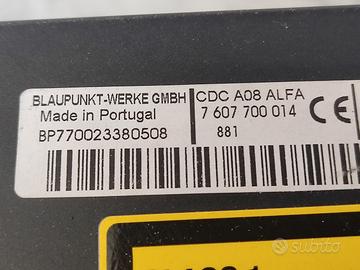 BLAUPUNKT-WERKE GMBH
Made in Portugal
BP770023380508
CDC A08 ALFA
7 607 700 014
881
CE
subito